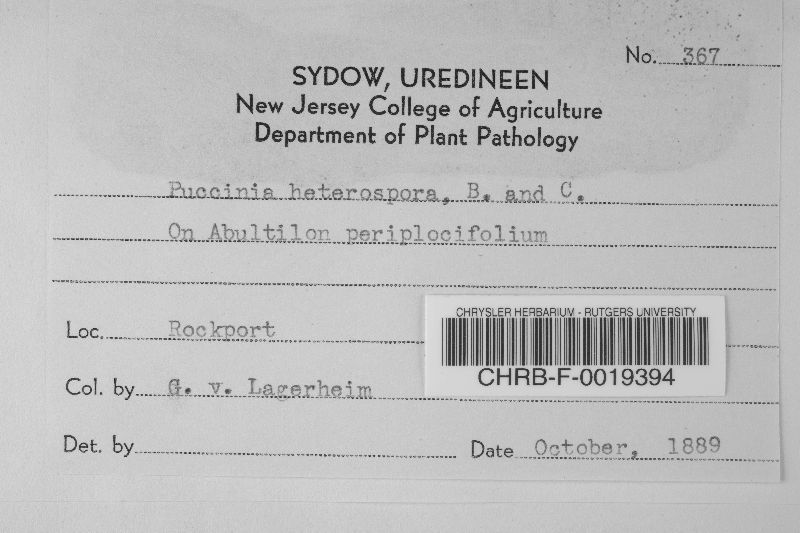 No. 367
SYDOW, UREDINEEN
New Jersey College of Agriculture
Department of Plant Pathology
Puccinia heterospora, B. and C.
On Abultilon periplocifolium
Loc. Rockport
CHRYSLER HERBARIUM - RUTGERS UNIVERSITY
CHRB-F-0019394
Col. by G. v. Lagerheim
Det. by
Date October, 1889